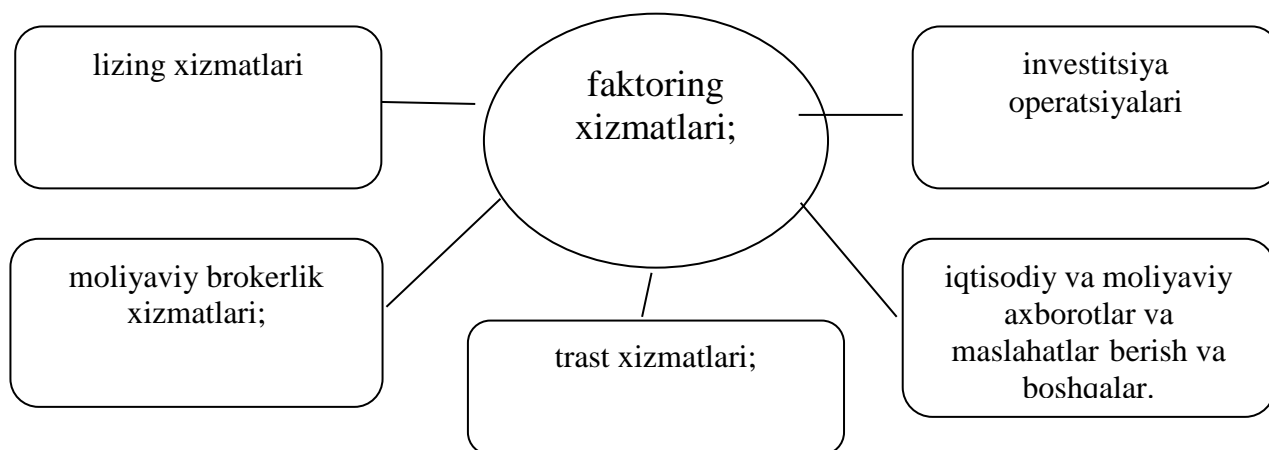 lizing xizmatlari
faktoring
xizmatlari;
investitsiya
operatsiyalari
moliyaviy brokerlik
xizmatlari;
trast xizmatlari;
iqtisodiy va moliyaviy
axborotlar va
maslahatlar berish va
boshqalar.